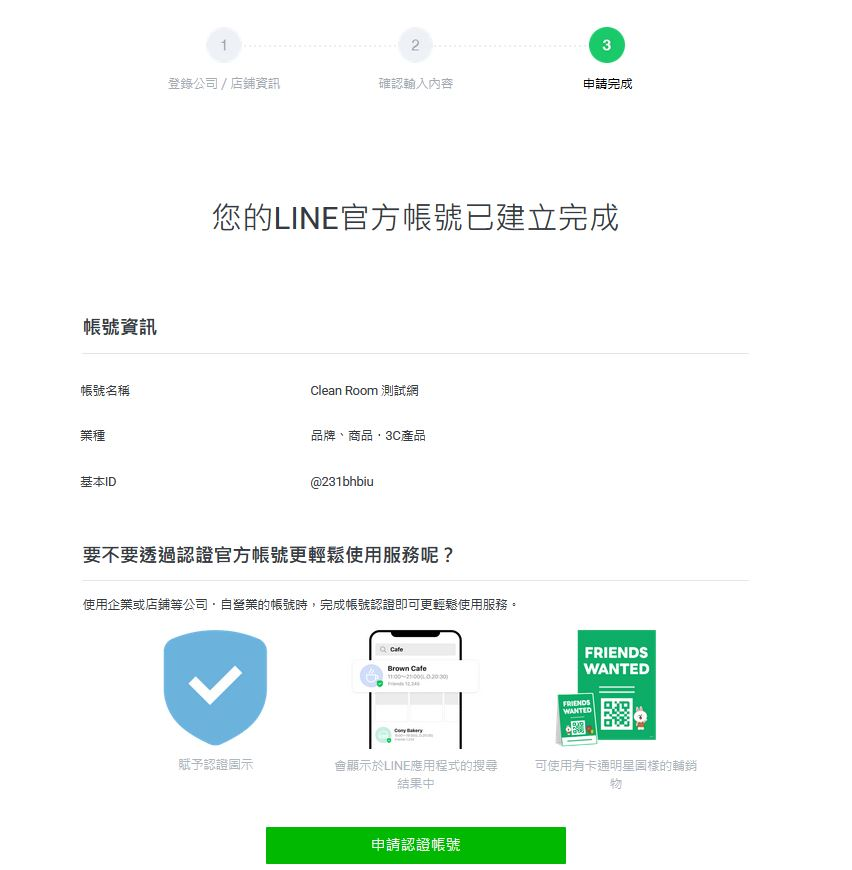 1
2
3
登錄公司 / 店鋪資訊
確認輸入內容
申請完成
您的LINE官方帳號已建立完成
帳號資訊
帳號名稱
Clean Room 測試網
業種
品牌、商品・3C產品
基本ID
@231bhbiu
要不要透過認證官方帳號更輕鬆使用服務呢？
使用企業或店鋪等公司・自營業的帳號時，完成帳號認證即可更輕鬆使用服務。
Cafe
Brown Cafe
11:00~21:00(L.O.20:30)
Friends 12,345
Cony Bakery
FRIENDS
WANTED
FRIENDS
WANTED
賦予認證圖示
會顯示於LINE應用程式的搜尋
結果中
可使用有卡通明星圖樣的輔銷
物
申請認證帳號